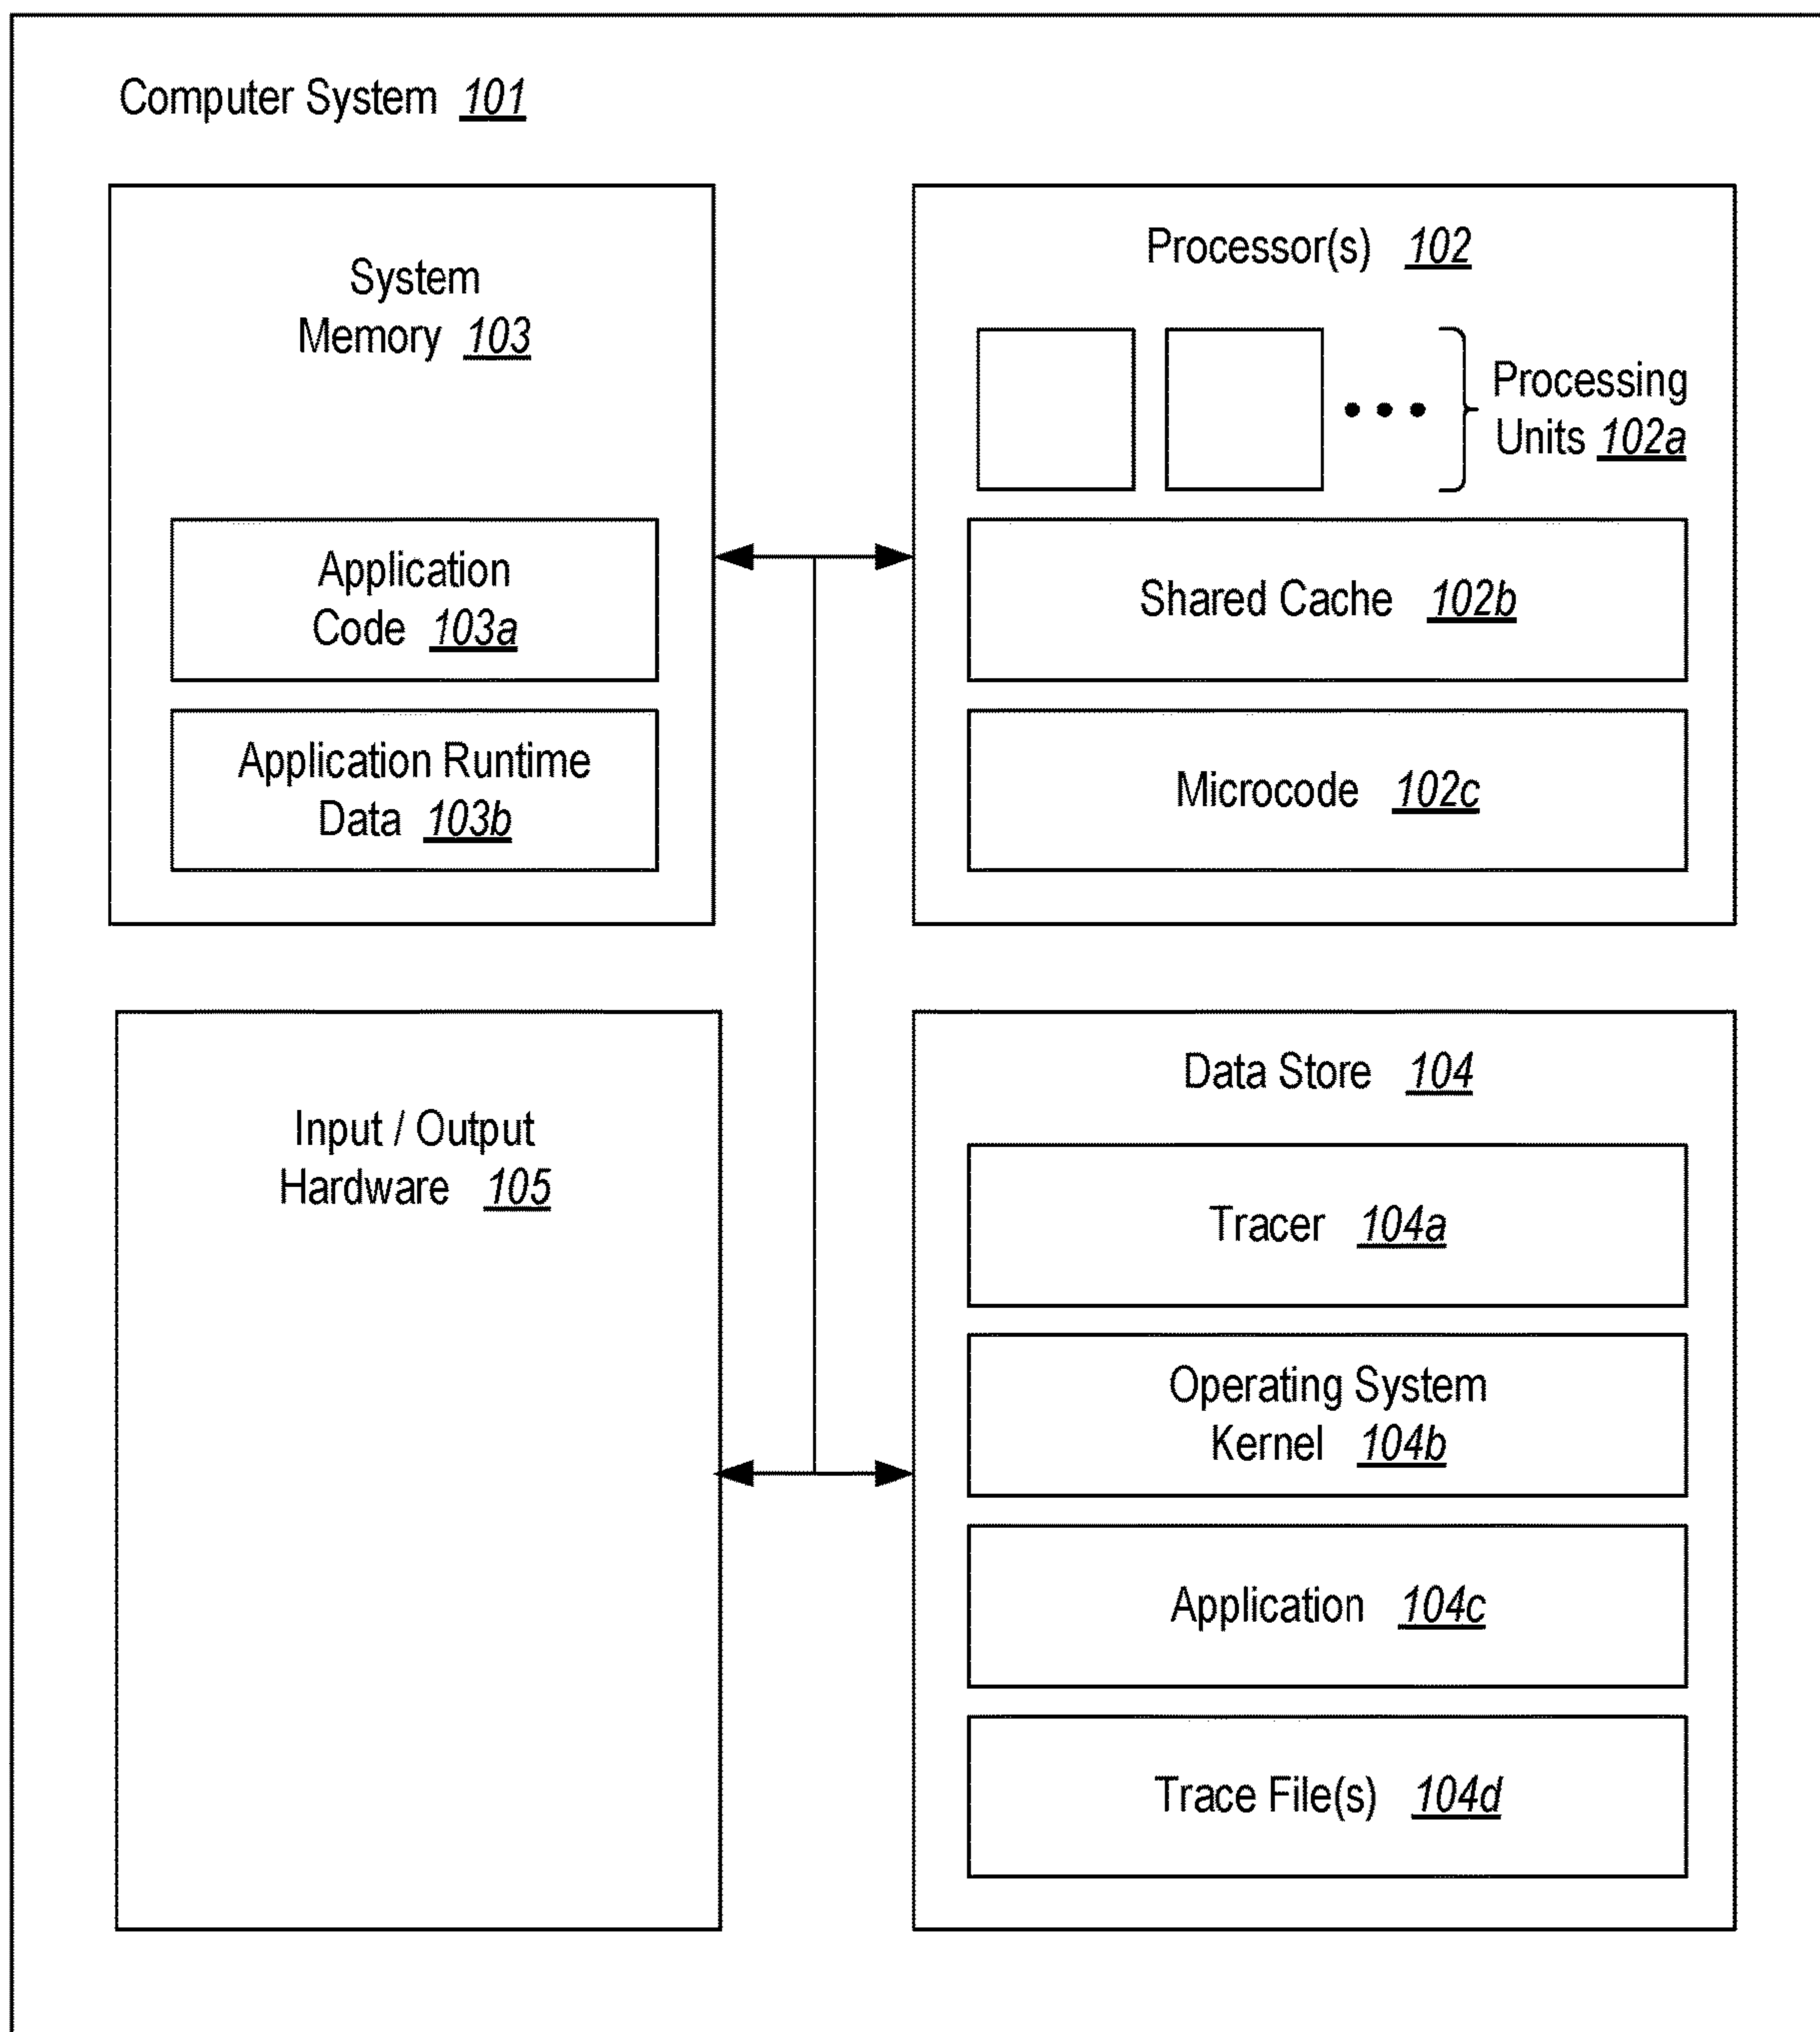 Computer System 101
System
Memory 103
Application
Code 103a
Application Runtime
Data 103b
Processor(s) 102
Processing
Units 102a
Shared Cache 102b
Microcode 102c
Input / Output
Hardware 105
Data Store 104
Tracer 104a
Operating System
Kernel 104b
Application 104c
Trace File(s) 104d